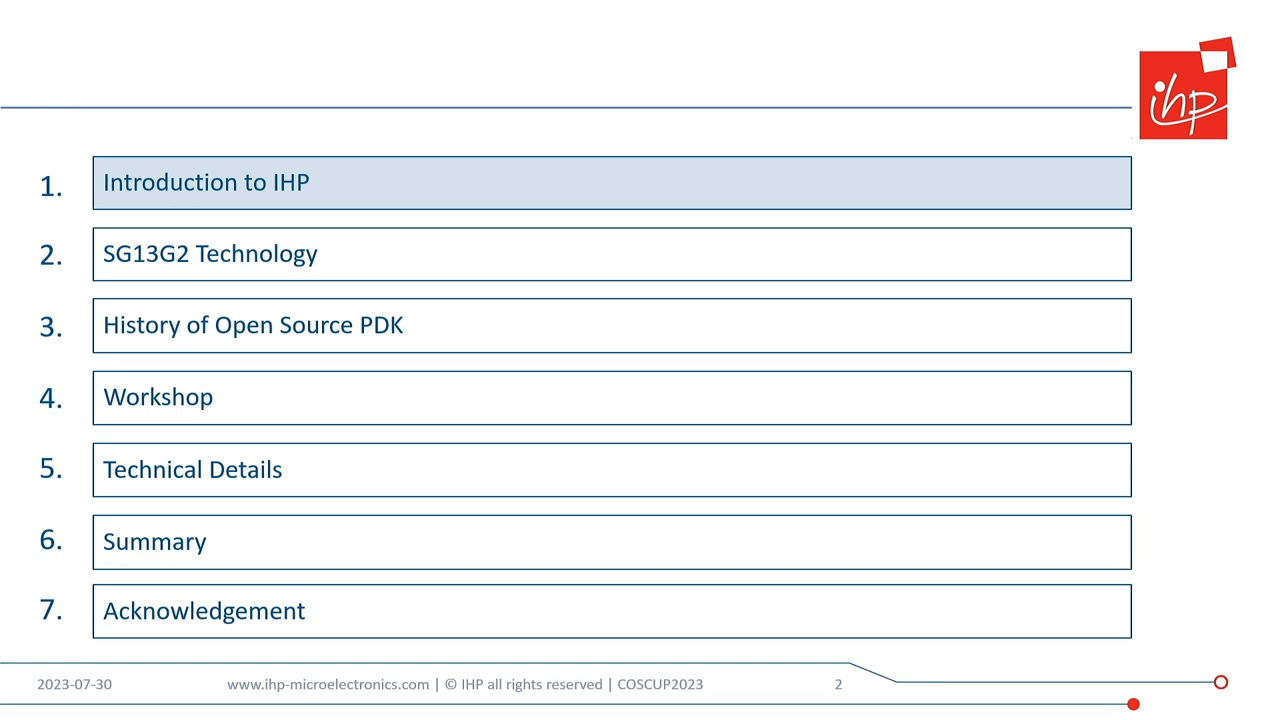 ihp
1. Introduction to IHP
2. SG13G2 Technology
3. History of Open Source PDK
4. Workshop
5. Technical Details
6. Summary
7. Acknowledgement
2023-07-30 www.ihp-microelectronics.com | © IHP all rights reserved | COSCUP2023 2